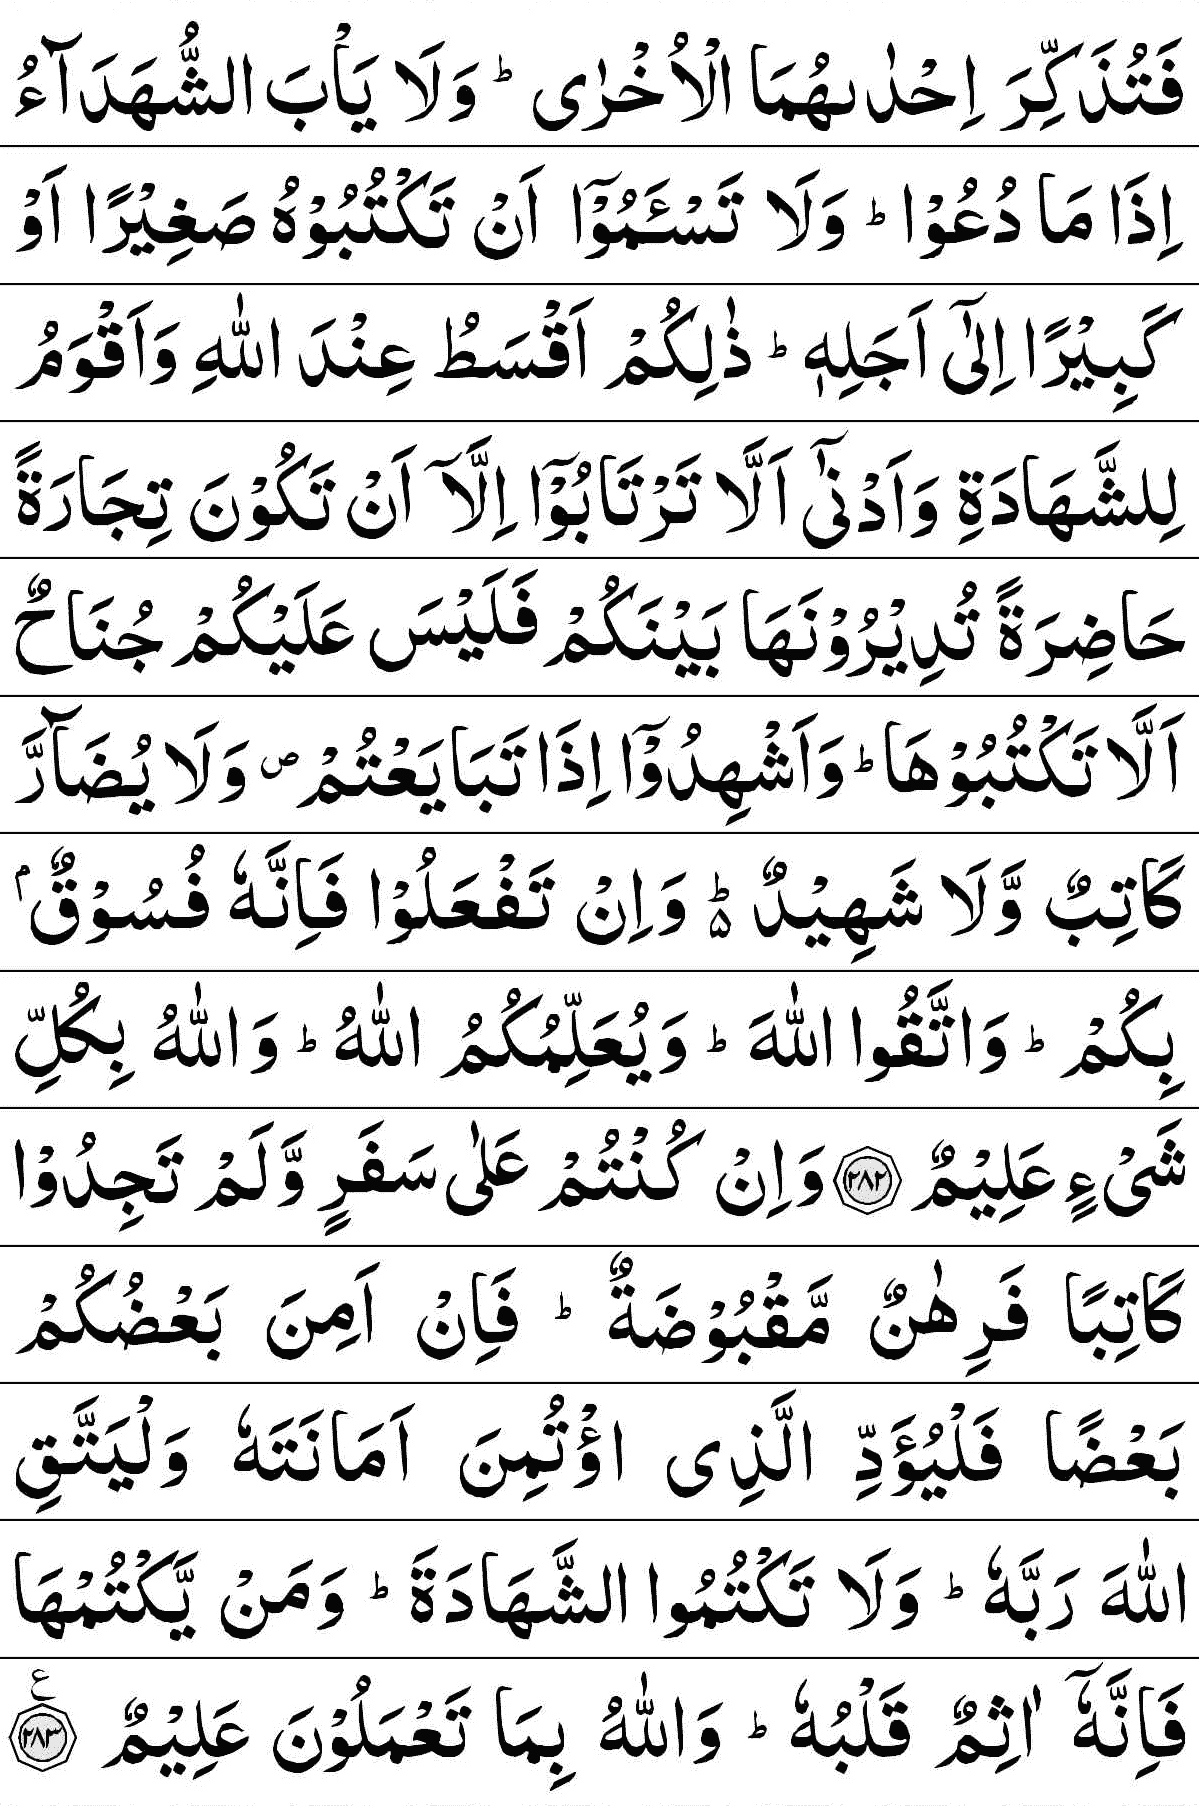 فَتُذَكِّرَ اِحْدٰىهُمَا الْاُخْرٰى ؕ وَلَا يَاْبَ الشُّهَدَآءُ
اِذَا مَا دُعُوْا ؕ وَلَا تَسْـَٔمُوْۤا اَنْ تَكْتُبُوْهُ صَغِيْرًا اَوْ
كَبِيْرًا اِلٰٓى اَجَلِهٖ ؕ ذٰلِكُمْ اَقْسَطُ عِنْدَ اللّٰهِ وَاَقْوَمُ
لِلشَّهَادَةِ وَاَدْنٰٓى اَلَّا تَرْتَابُوْۤا اِلَّاۤ اَنْ تَكُوْنَ تِجَارَةً
حَاضِرَةً تُدِيْرُوْنَهَا بَيْنَكُمْ فَلَيْسَ عَلَيْكُمْ جُنَاحٌ
اَلَّا تَكْتُبُوْهَا ؕ وَاَشْهِدُوْۤا اِذَا تَبَايَعْتُمْ ۪ وَلَا يُضَآرَّ
كَاتِبٌ وَّلَا شَهِيْدٌ ؕ۬ وَاِنْ تَفْعَلُوْا فَاِنَّهٗ فُسُوْقٌۢ
بِكُمْ ؕ وَاتَّقُوا اللّٰهَ ؕ وَيُعَلِّمُكُمُ اللّٰهُ ؕ وَاللّٰهُ بِكُلِّ
شَىْءٍ عَلِيْمٌ ﴿۲۸۲﴾ وَاِنْ كُنْتُمْ عَلٰى سَفَرٍ وَّلَمْ تَجِدُوْا
كَاتِبًا فَرِهٰنٌ مَّقْبُوْضَةٌ ؕ فَاِنْ اَمِنَ بَعْضُكُمْ
بَعْضًا فَلْيُؤَدِّ الَّذِى اؤْتُمِنَ اَمَانَتَهٗ وَلْيَتَّقِ
اللّٰهَ رَبَّهٗ ؕ وَلَا تَكْتُمُوا الشَّهَادَةَ ؕ وَمَنْ يَّكْتُمْهَا
فَاِنَّهٗۤ اٰثِمٌ قَلْبُهٗ ؕ وَاللّٰهُ بِمَا تَعْمَلُوْنَ عَلِيْمٌ ﴿۲۸۳﴾ ع